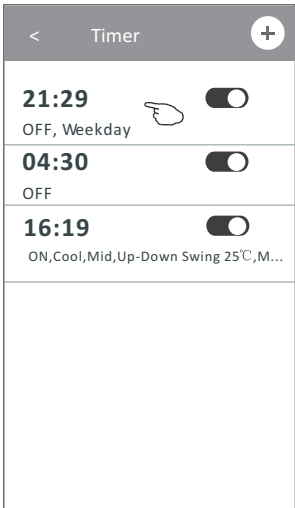 < Timer +
21:29
OFF, Weekday
04:30
OFF
16:19
ON,Cool,Mid,Up-Down Swing 25℃,M...